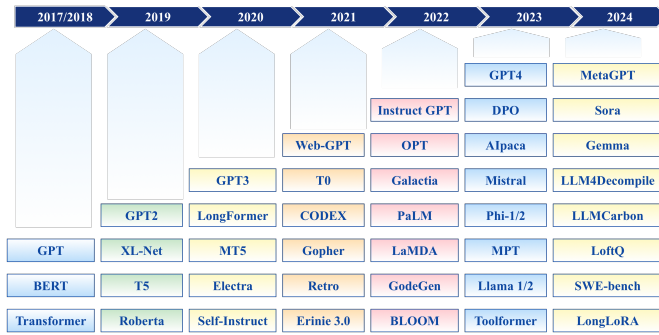 2017/2018 2019 2020 2021 2022 2023 2024
GPT4 MetaGPT
Instruct GPT DPO Sora
Web-GPT OPT AIpaca Gemma
GPT3 T0 Galactia Mistral LLM4Decompile
GPT2 LongFormer CODEX PaLM Phi-1/2 LLMCarbon
GPT XL-Net MT5 Gopher LaMDA MPT LoftQ
BERT T5 Electra Retro GodeGen Llama 1/2 SWE-bench
Transformer Roberta Self-Instruct Erinie 3.0 BLOOM Toolformer LongLoRA